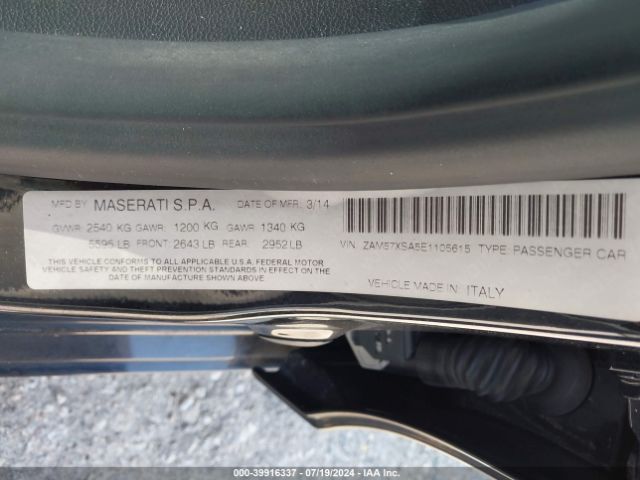 MFD BY MASERATI S.P.A. DATE OF MFR. 3/14
GVWR: 2540 KG GAWR: 1200 KG GAWR: 1340 KG
5595 LB FRONT: 2643 LB REAR: 2952 LB
THIS VEHICLE CONFORMS TO ALL APPLICABLE U.S.A. FEDERAL MOTOR
VEHICLE SAFETY AND THEFT PREVENTION STANDARDS IN EFFECT ON THE
DATE OF MANUFACTURE SHOWN ABOVE
VIN: ZAM57XSA5E1105615 TYPE: PASSENGER CAR
VEHICLE MADE IN: ITALY
000-39916337 - 07/19/2024 - IAA Inc.